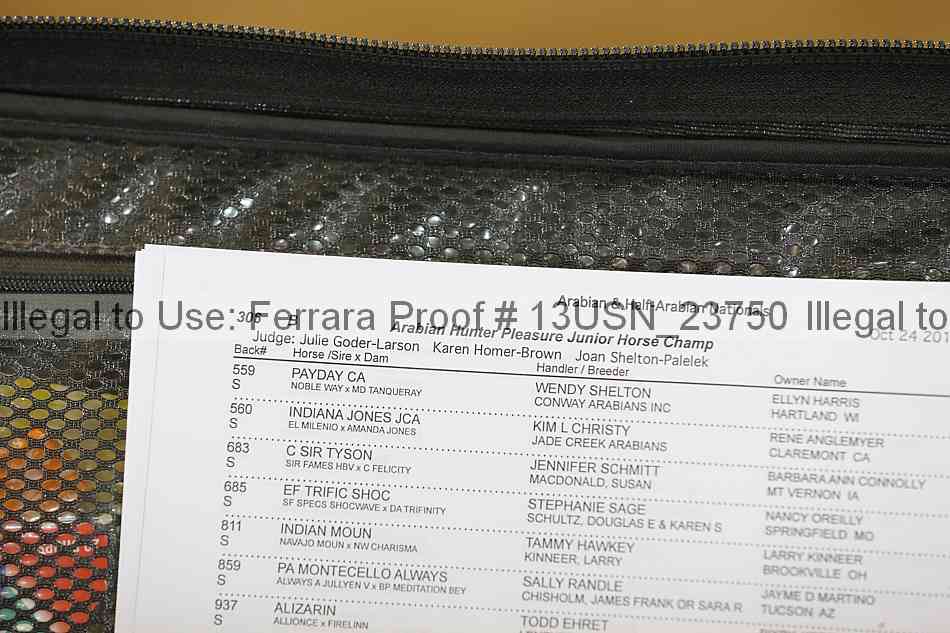 Arabian & Half-Arabian Nationals
Illegal to Use: Ferrara Proof # 13USN_23750 Illegal to
Oct 24 201
Arabian Hunter Pleasure Junior Horse Champ
Judge: Julie Goder-Larson Karen Homer-Brown Joan Shelton-Palelek
Back# Horse /Sire x Dam Handler / Breeder Owner Name
559 PAYDAY CA WENDY SHELTON ELLYN HARRIS
S NOBLE WAY x MD TANQUERAY CONWAY ARABIANS INC HARTLAND WI
560 INDIANA JONES JCA KIM L CHRISTY RENE ANGLEMYER
S EL MILENIO x AMANDA JONES JADE CREEK ARABIANS CLAREMONT CA
683 C SIR TYSON JENNIFER SCHMITT BARBARA ANN CONNOLLY
S SIR FAMES HBV x C FELICITY MACDONALD, SUSAN MT VERNON IA
685 EF TRIFIC SHOC STEPHANIE SAGE NANCY OREILLY
S SF SPECS SHOCWAVE x DA TRIFINITY SCHULTZ, DOUGLAS E & KAREN S SPRINGFIELD MO
811 INDIAN MOUN TAMMY HAWKEY LARRY KINNEER
S NAVAJO MOUN x NW CHARISMA KINNEER, LARRY BROOKVILLE OH
859 PA MONTECELLO ALWAYS SALLY RANDLE JAYME D MARTINO
S ALWAYS A JULLYEN V x BP MEDITATION BEY CHISHOLM, JAMES FRANK OR SARA R TUCSON AZ
937 ALIZARIN TODD EHRET
S ALLIONCE x FIRELINN